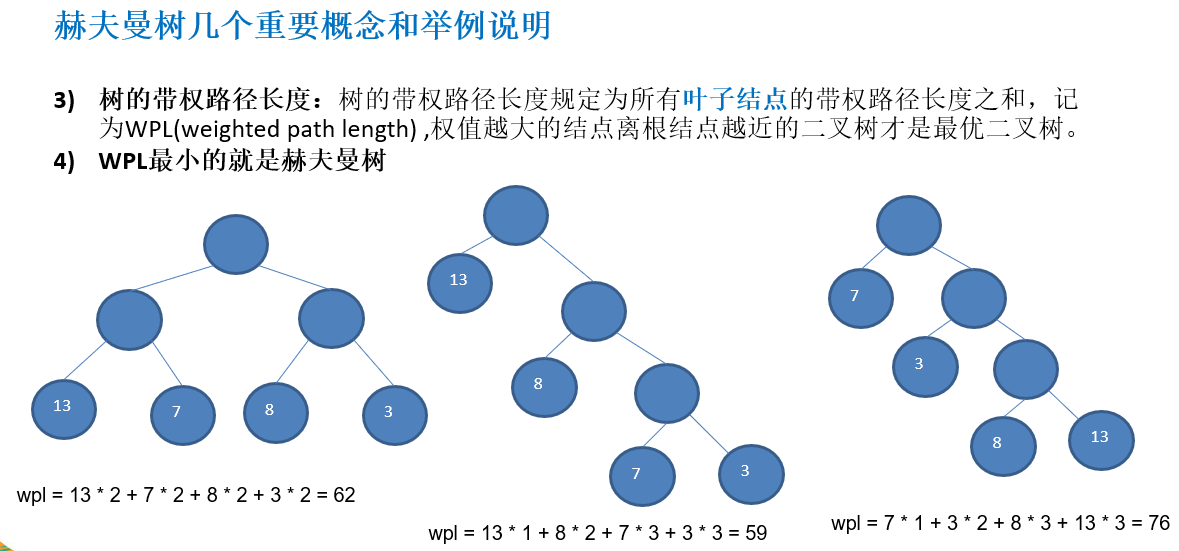 赫夫曼树几个重要概念和举例说明
3) 树的带权路径长度：树的带权路径长度规定为所有叶子结点的带权路径长度之和，记
为WPL(weighted path length) ,权值越大的结点离根结点越近的二叉树才是最优二叉树。
4) WPL最小的就是赫夫曼树
13
7
8
3
wpl = 13 * 2 + 7 * 2 + 8 * 2 + 3 * 2 = 62
13
8
7
3
wpl = 13 * 1 + 8 * 2 + 7 * 3 + 3 * 3 = 59
7
3
8
13
wpl = 7 * 1 + 3 * 2 + 8 * 3 + 13 * 3 = 76